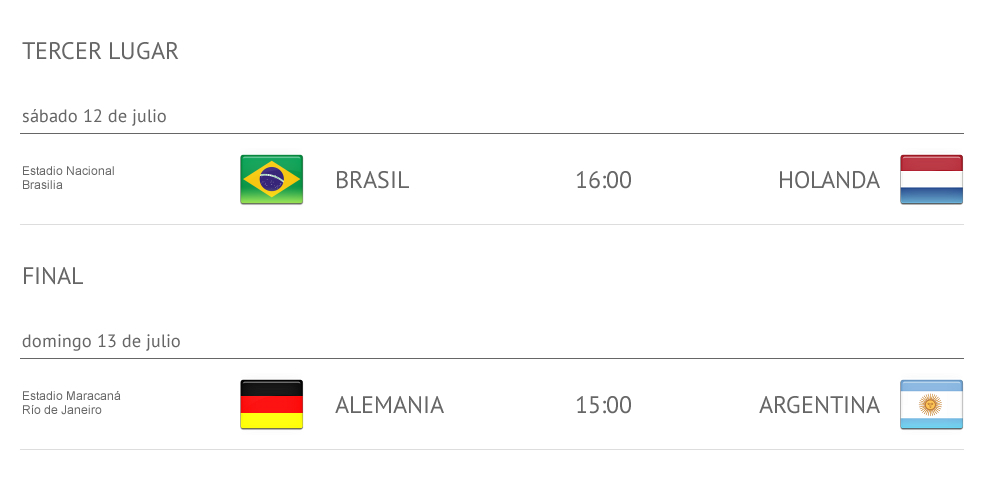 TERCER LUGAR
sábado 12 de julio
Estadio Nacional
Brasilia
BRASIL 16:00 HOLANDA
FINAL
domingo 13 de julio
Estadio Maracaná
Río de Janeiro
ALEMANIA 15:00 ARGENTINA